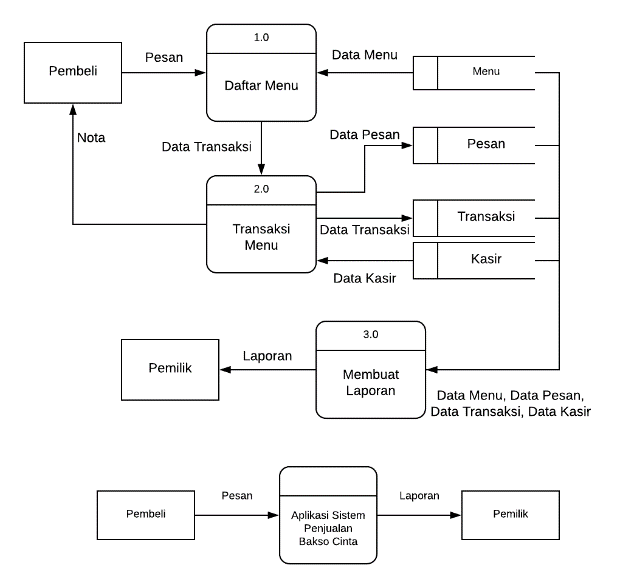 1.0
Pembeli
Pesan
Daftar Menu
Data Menu
Menu
Nota
Data Transaksi
Data Pesan
Pesan
2.0
Transaksi
Menu
Data Transaksi
Transaksi
Kasir
Data Kasir
3.0
Pemilik
Laporan
Membuat
Laporan
Data Menu, Data Pesan,
Data Transaksi, Data Kasir
Pembeli
Pesan
Aplikasi Sistem
Penjualan
Bakso Cinta
Laporan
Pemilik